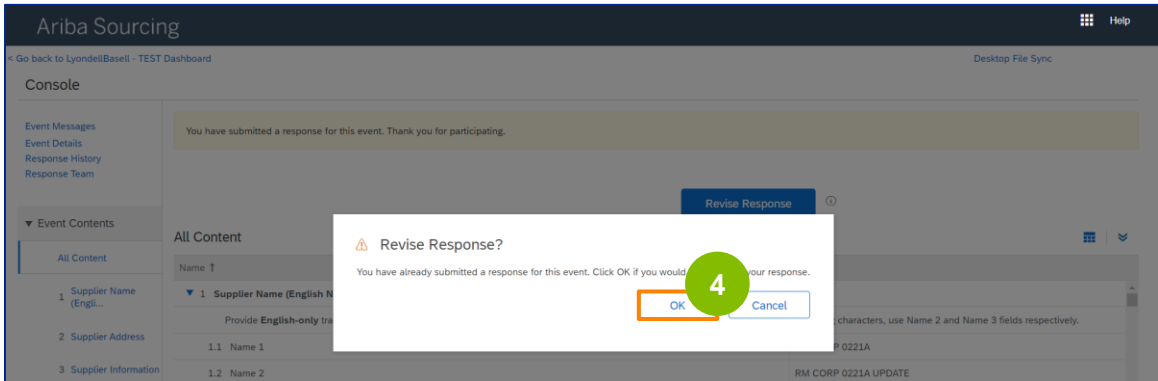 Ariba Sourcing
Help
< Go back to LyondellBasell - TEST Dashboard
Desktop File Sync
Console
Event Messages
Event Details
Response History
Response Team
You have submitted a response for this event. Thank you for participating.
Revise Response
▼ Event Contents
All Content
1 Supplier Name (Engli...
2 Supplier Address
3 Supplier Information
All Content
Name ↑
▼ 1 Supplier Name (English N
Provide English-only tra
characters, use Name 2 and Name 3 fields respectively.
1.1 Name 1
P 0221A
1.2 Name 2
RM CORP 0221A UPDATE
Revise Response?
You have already submitted a response for this event. Click OK if you would your response.
4
OK
Cancel